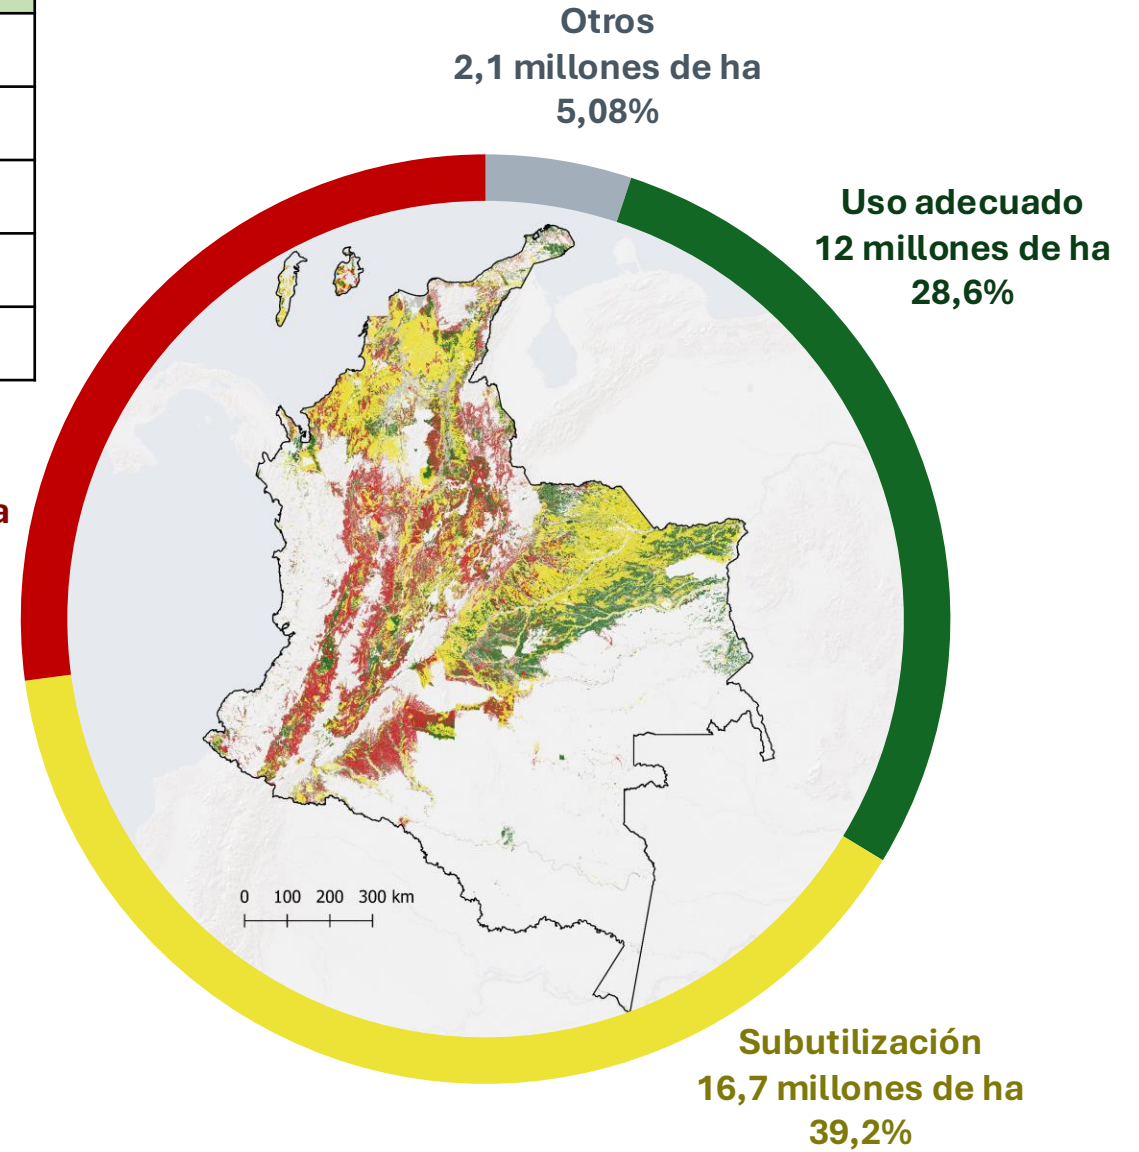 Otros
2,1 millones de ha
5,08%
Uso adecuado
12 millones de ha
28,6%
a
0 100 200 300 km
Subutilización
16,7 millones de ha
39,2%